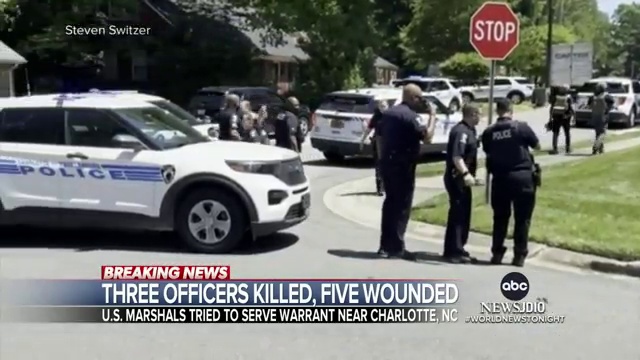 Steven Switzer
STOP
POLICE
POLICE
BREAKING NEWS
THREE OFFICERS KILLED, FIVE WOUNDED
U.S. MARSHALS TRIED TO SERVE WARRANT NEAR CHARLOTTE, NC
abc
#WORLDNEWSTONIGHT